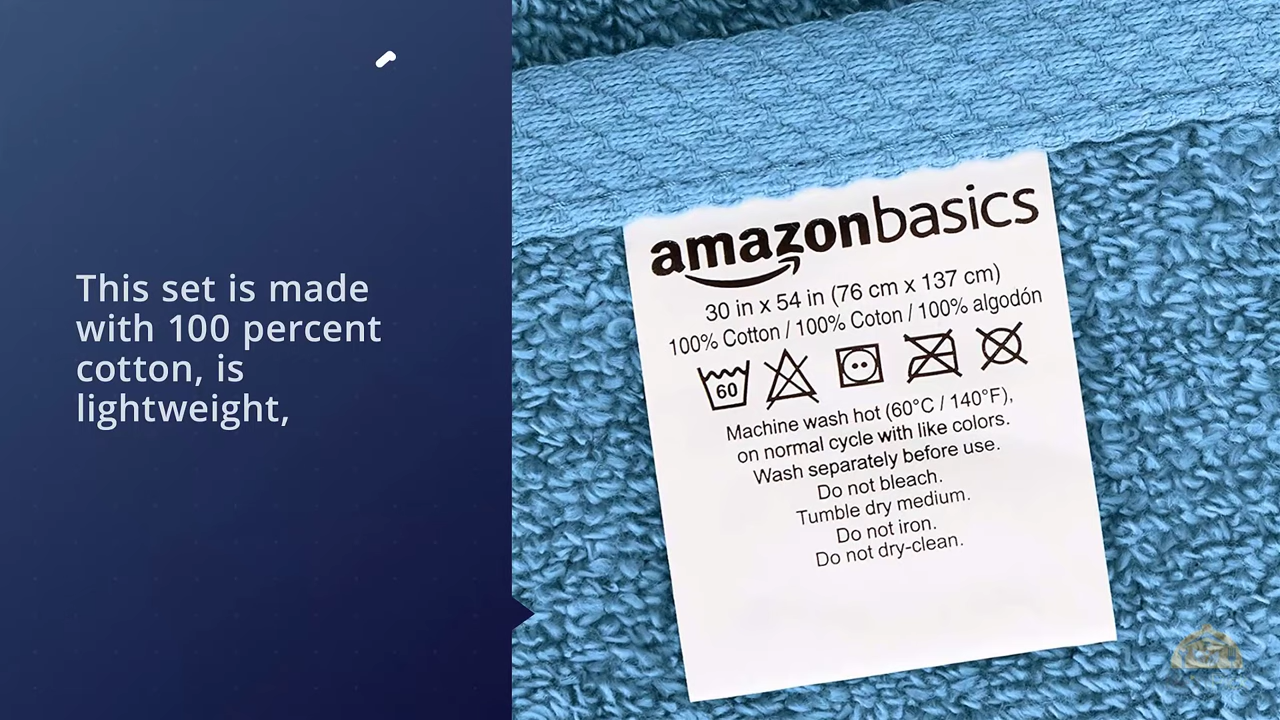 This set is made
with 100 percent
cotton, is
lightweight,
amazonbasics
30 in x 54 in (76 cm x 137 cm)
100% Cotton / 100% Coton / 100% algodón
60
Machine wash hot (60°C / 140°F),
on normal cycle with like colors.
Wash separately before use.
Do not bleach.
Tumble dry medium.
Do not iron.
Do not dry-clean.